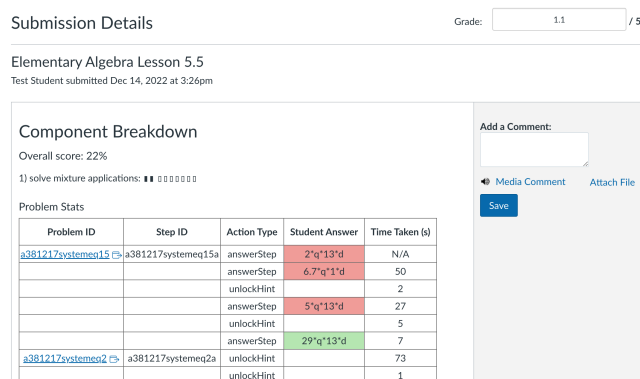 Submission Details
Grade: 1.1 / 5
Elementary Algebra Lesson 5.5
Test Student submitted Dec 14, 2022 at 3:26pm
Component Breakdown
Overall score: 22%
1) solve mixture applications: ▮▮ ▯▯▯▯▯▯▯
Problem Stats
Problem ID Step ID Action Type Student Answer Time Taken (s)
a381217systemeq15 a381217systemeq15a answerStep 2*q*13*d N/A
answerStep 6.7*q*1*d 50
unlockHint 2
answerStep 5*q*13*d 27
unlockHint 5
answerStep 29*q*13*d 7
a381217systemeq2 a381217systemeq2a unlockHint 73
unlockHint 1
Add a Comment:
Media Comment Attach File
Save